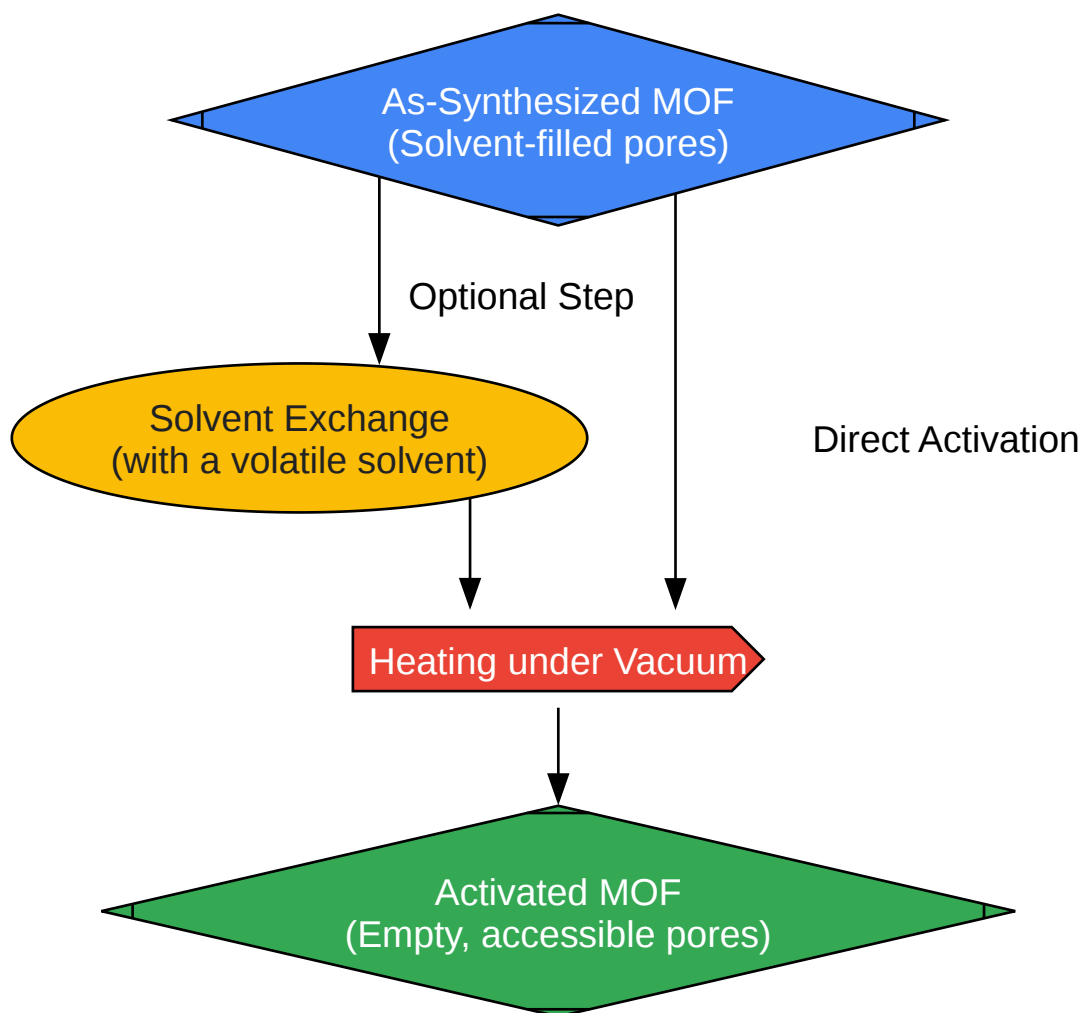 As-Synthesized MOF
(Solvent-filled pores)
Optional Step
Solvent Exchange
(with a volatile solvent)
Direct Activation
Heating under Vacuum
Activated MOF
(Empty, accessible pores)